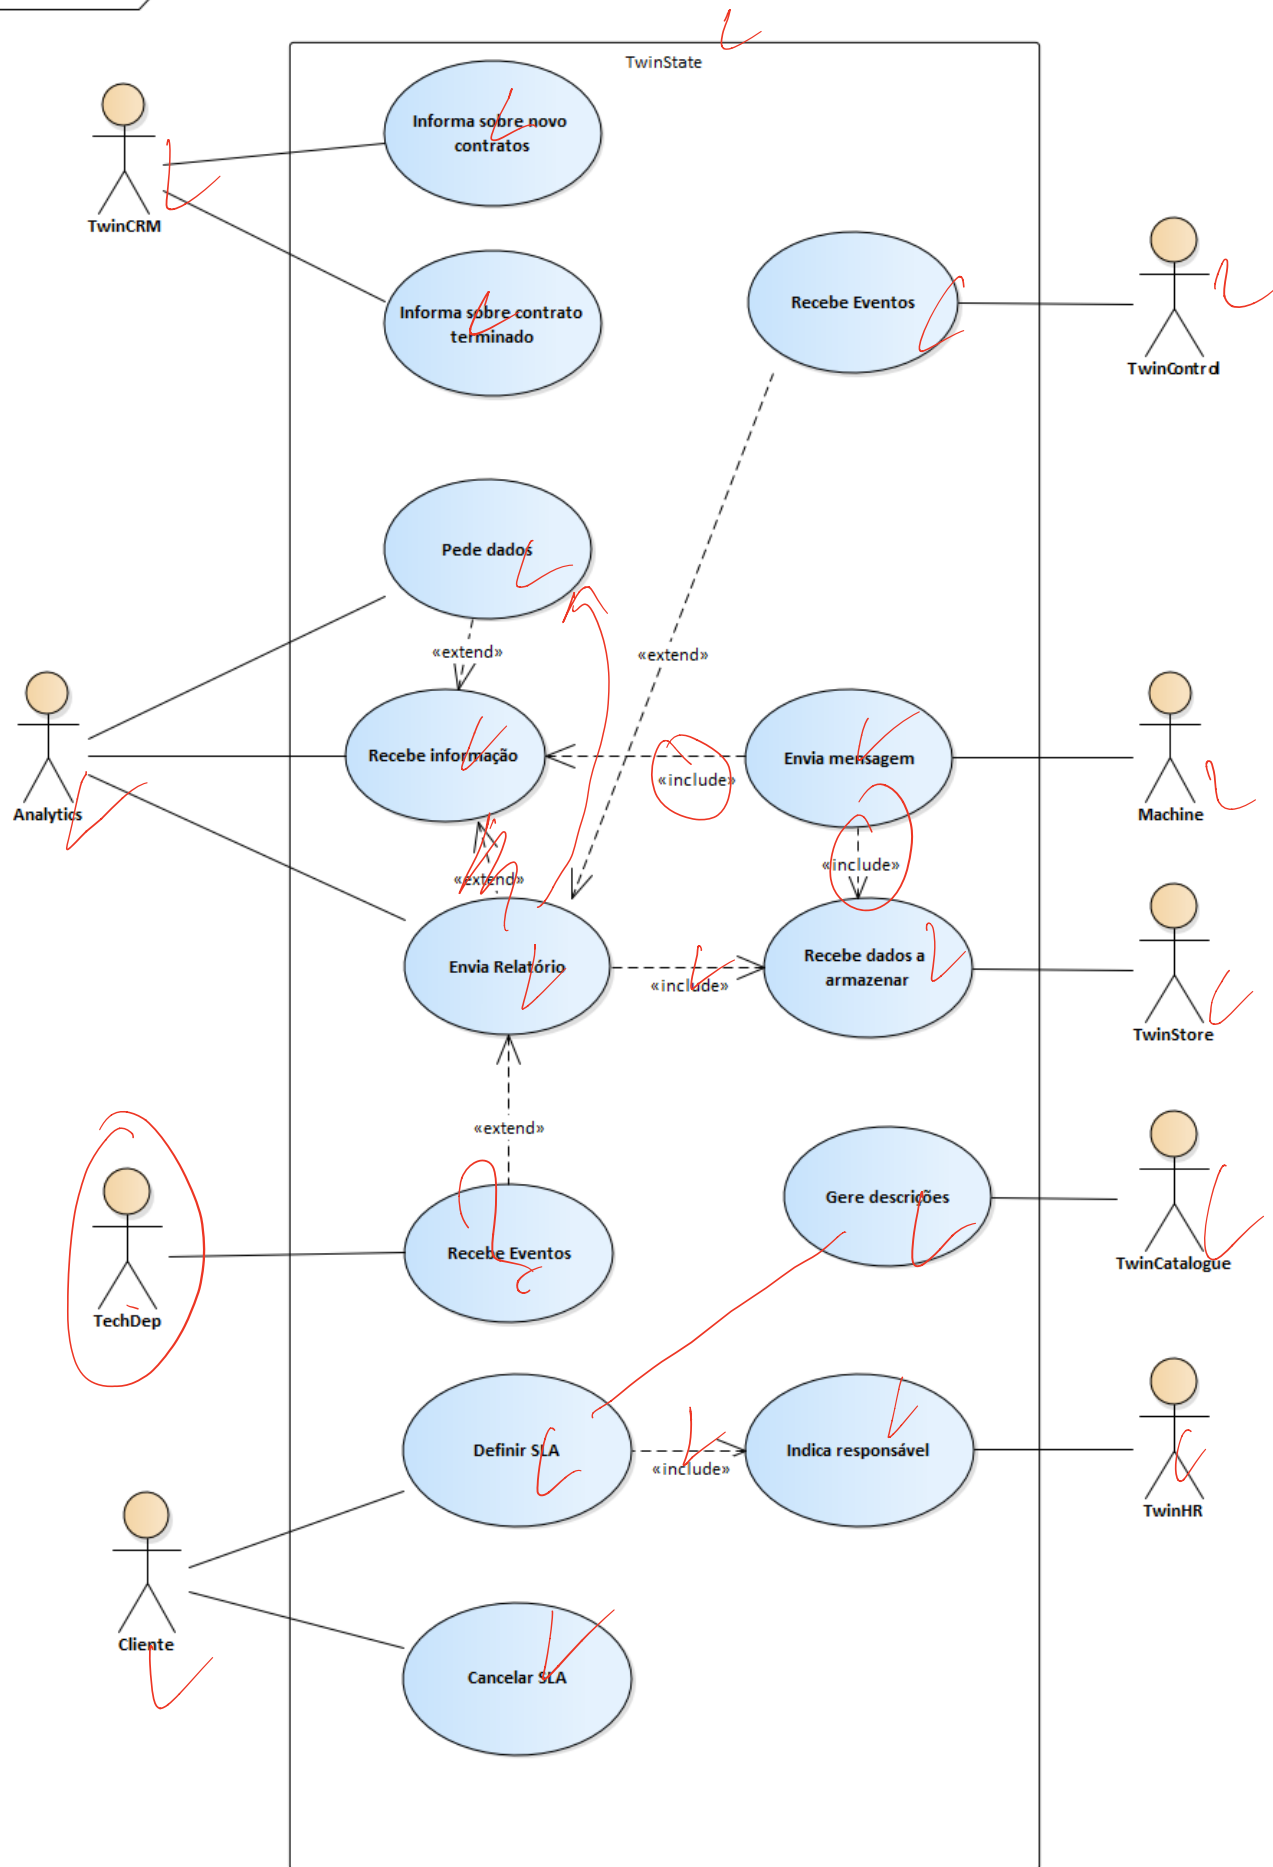 TwinState
Informa sobre novo
contratos
TwinCRM
Informa sobre contrato
terminado
Recebe Eventos
TwinControl
Pede dados
«extend»
«extend»
Analytics
Recebe informação
«include»
Envia mensagem
Machine
«extend»
«include»
Envia Relatório
«include»
Recebe dados a
armazenar
TwinStore
«extend»
TechDep
Recebe Eventos
Gere descrições
TwinCatalogue
Definir SLA
«include»
Indica responsável
TwinHR
Cliente
Cancelar SLA